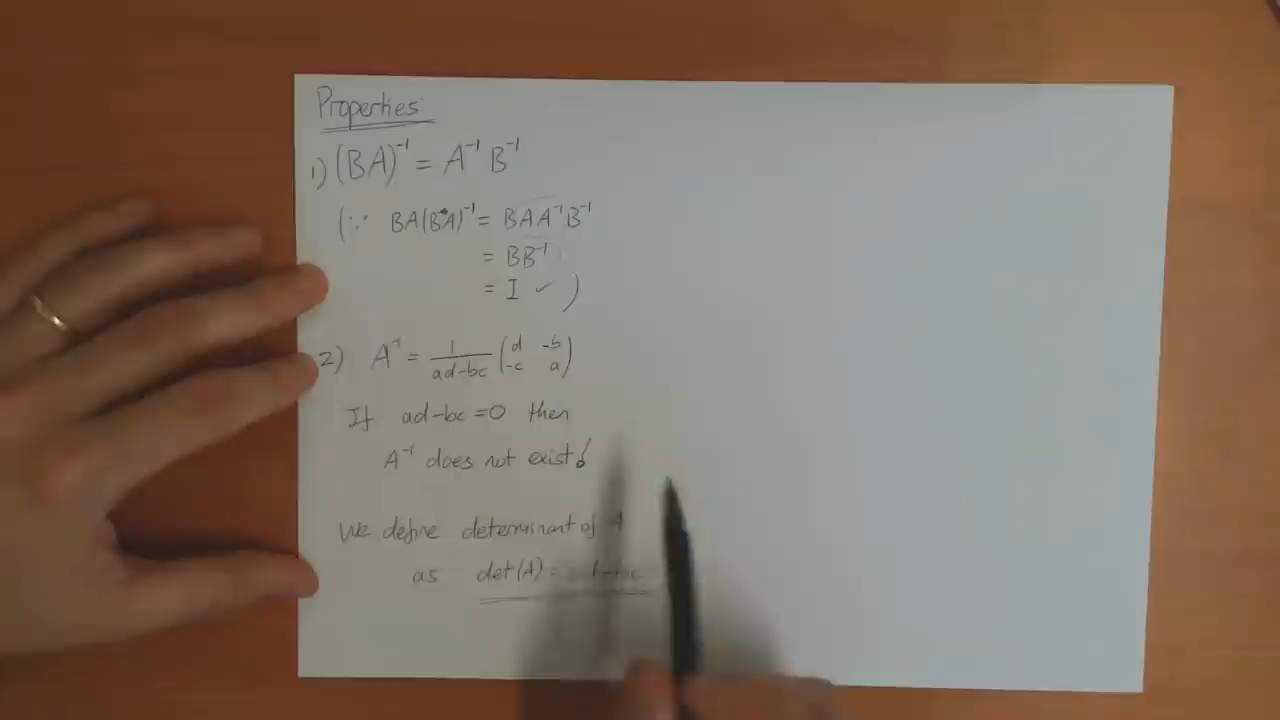 Properties
1) (BA)⁻¹ = A⁻¹ B⁻¹
(∵ BA(BA)⁻¹ = BAA⁻¹B⁻¹
= BB⁻¹
= I ✓ )
2) A⁻¹ = 1/(ad-bc) (d -b
-c a)
If ad-bc = 0 then
A⁻¹ does not exist!
We define determinant of A
as det(A) =